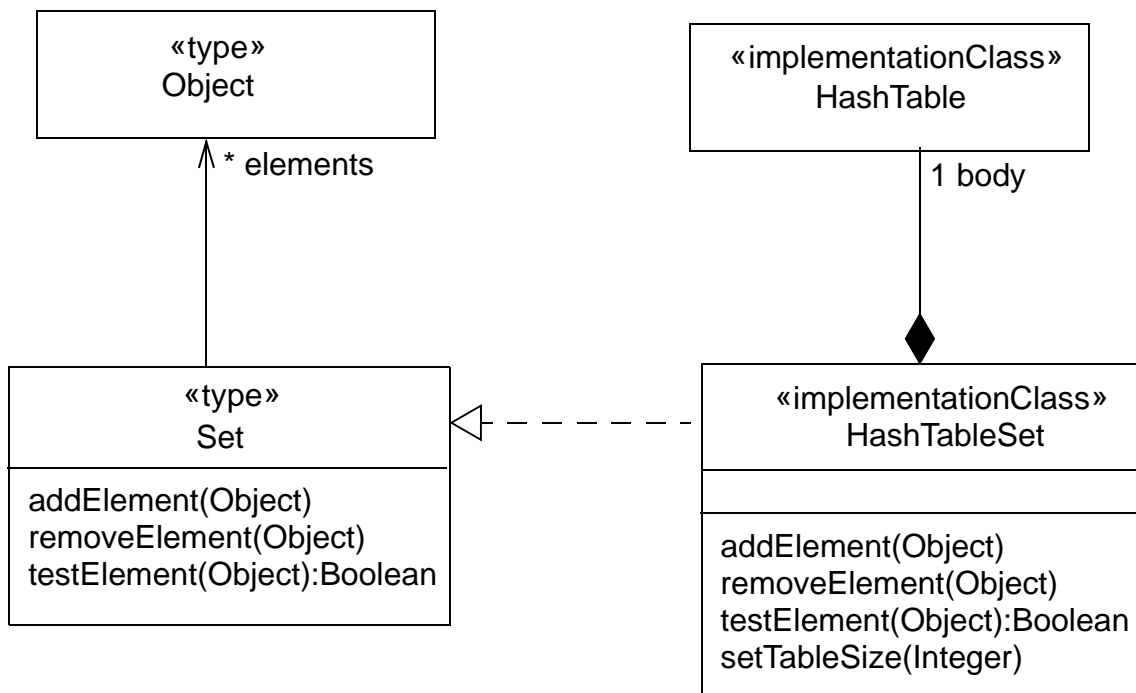 «type»
Object
* elements
«type»
Set
addElement(Object)
removeElement(Object)
testElement(Object):Boolean
«implementationClass»
HashTable
1 body
«implementationClass»
HashTableSet
addElement(Object)
removeElement(Object)
testElement(Object):Boolean
setTableSize(Integer)